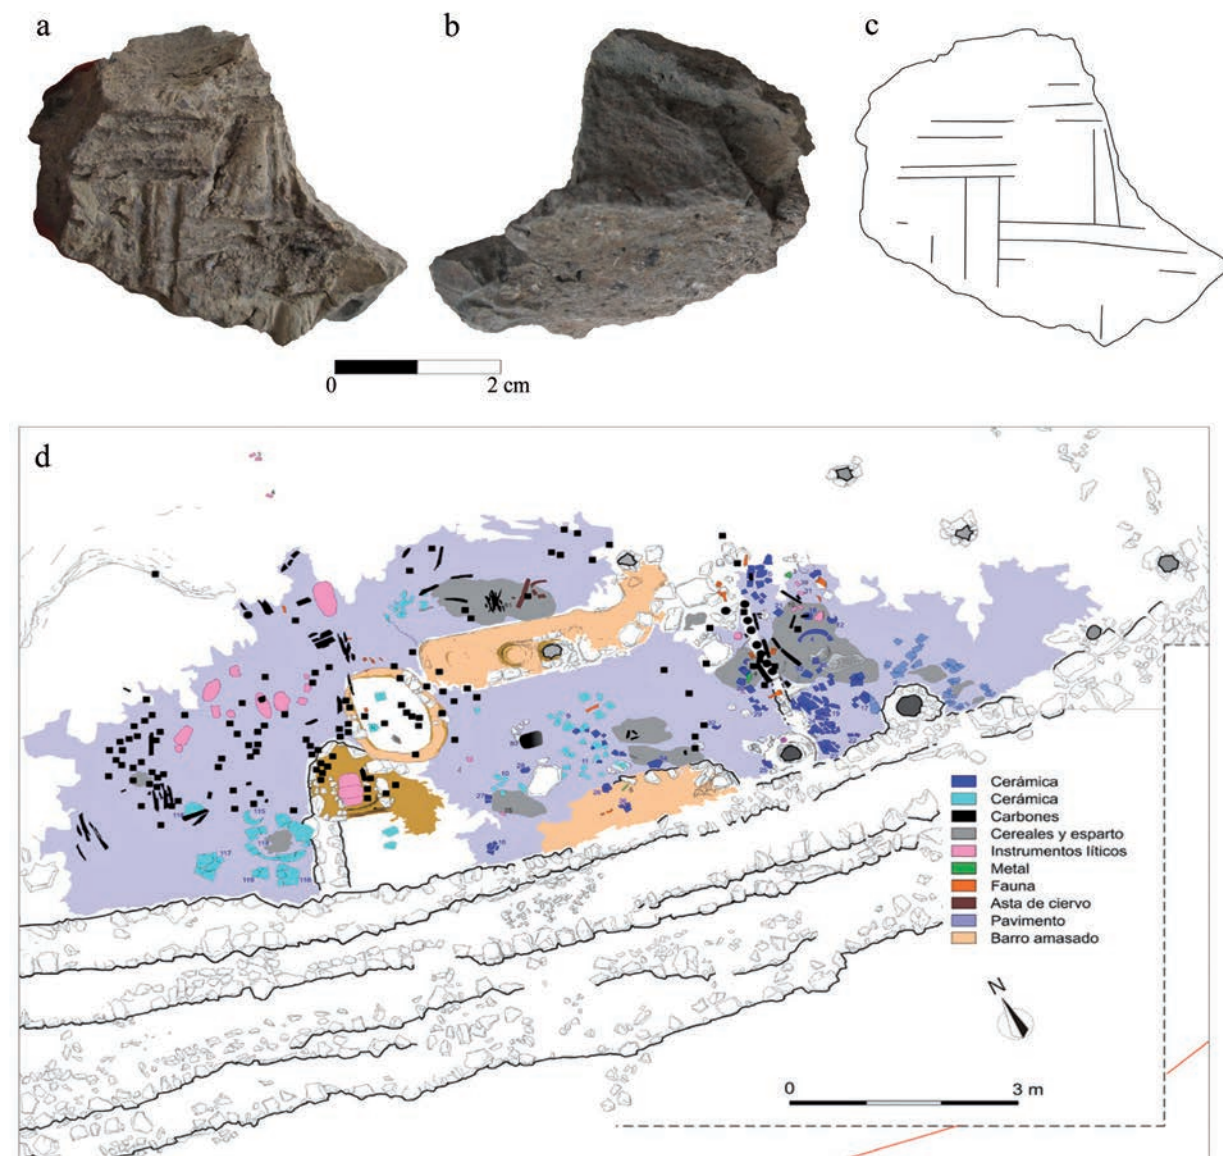 a
b
c
0
2 cm
d
Cerámica
Cerámica
Carbones
Cereales y esparto
Instrumentos líticos
Metal
Fauna
Asta de ciervo
Pavimento
Barro amasado
N
0
3 m